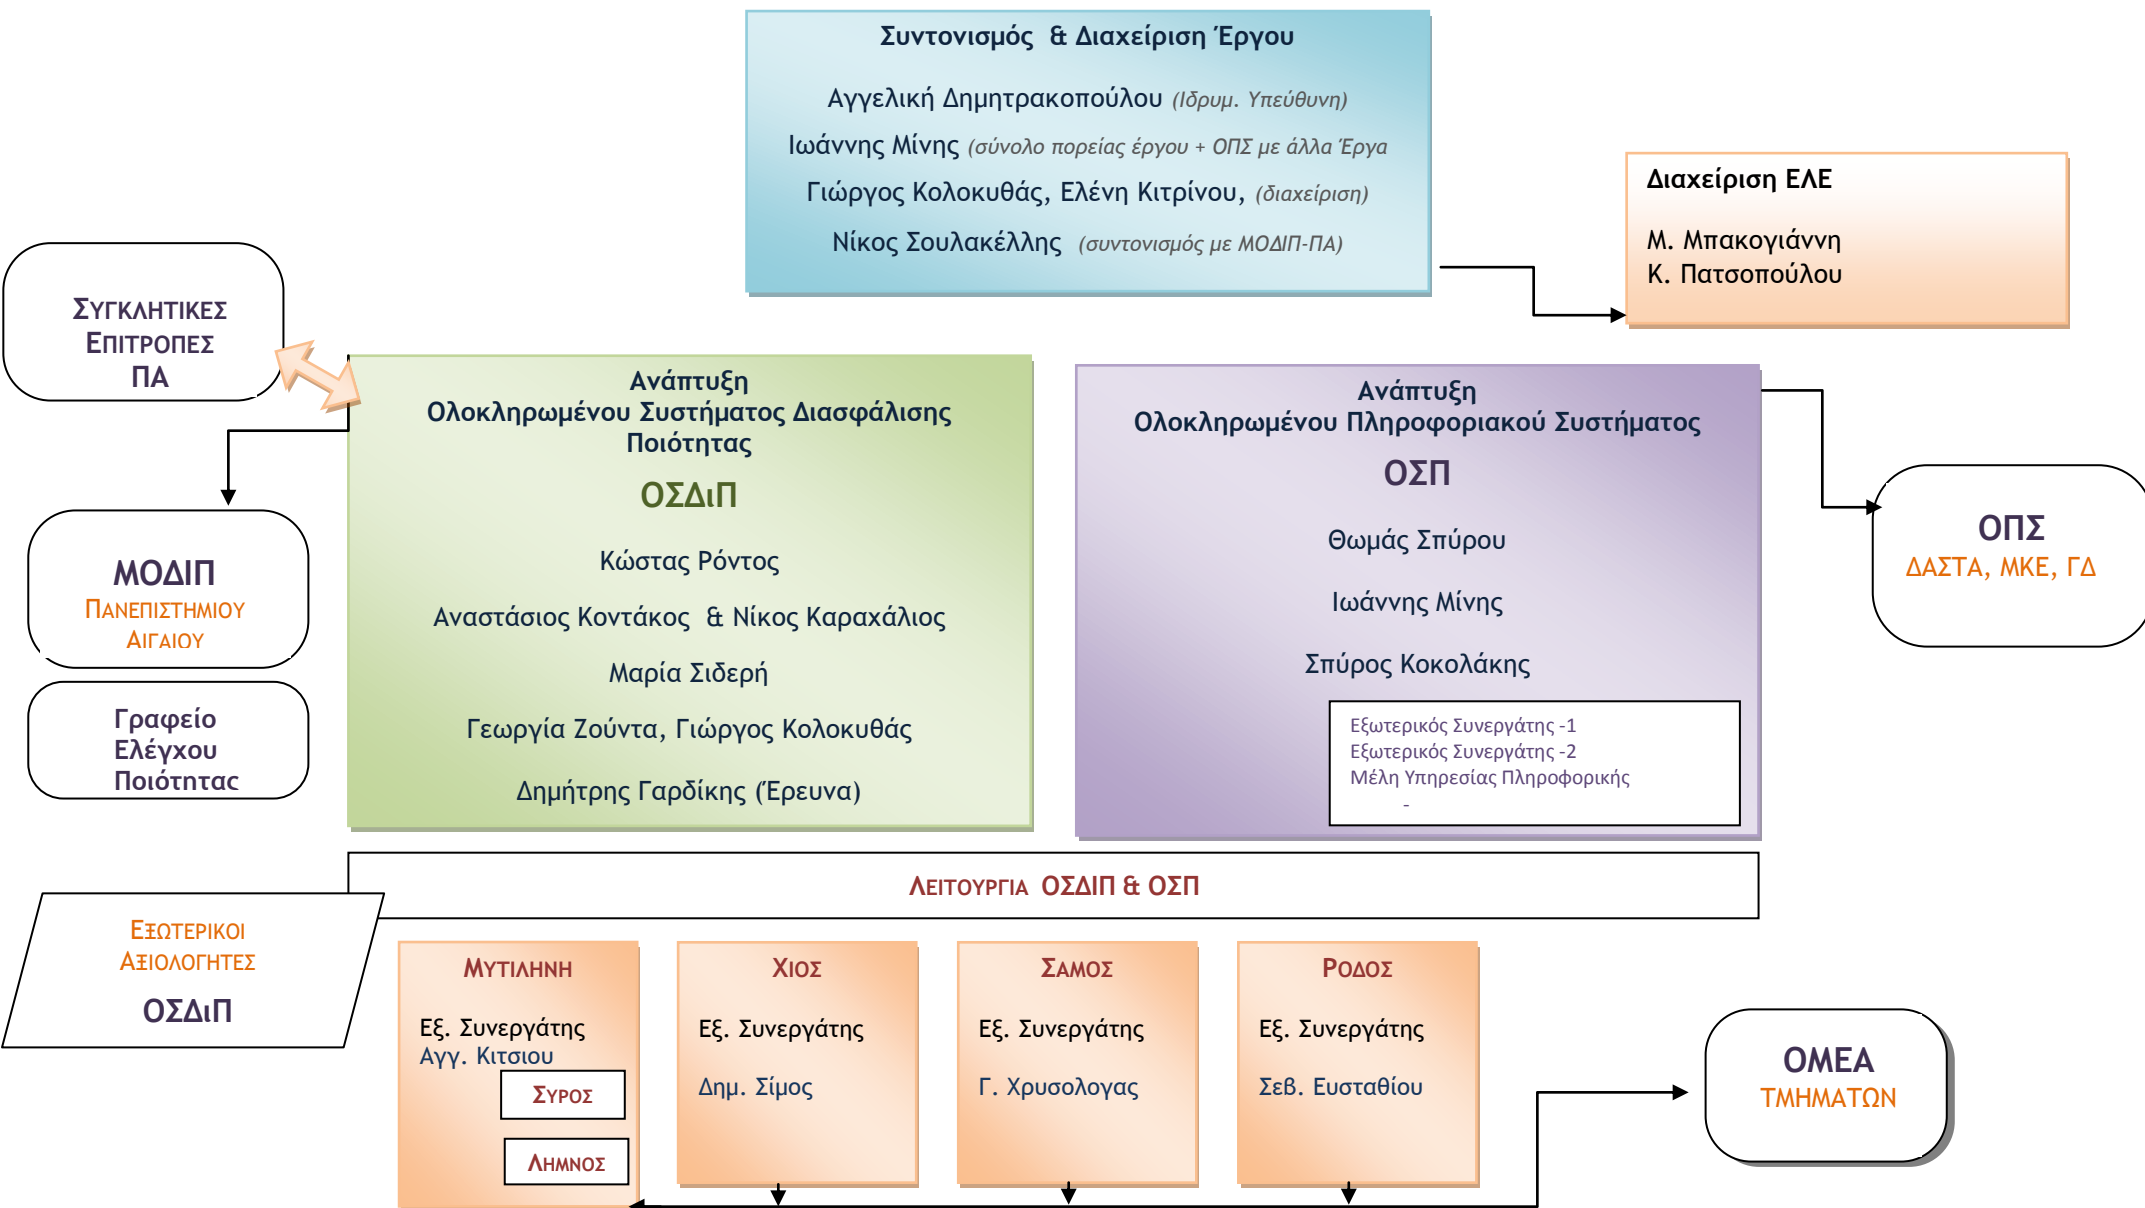 Συντονισμός & Διαχείριση Έργου
Αγγελική Δημητρακοπούλου (Ιδρυμ. Υπεύθυνη)
Ιωάννης Μίνης (σύνολο πορείας έργου + ΟΠΣ με άλλα Έργα
Γιώργος Κολοκυθάς, Ελένη Κιτρίνου, (διαχείριση)
Νίκος Σουλακέλλης (συντονισμός με ΜΟΔΙΠ-ΠΑ)
Διαχείριση ΕΛΕ
Μ. Μπακογιάννη
Κ. Πατσοπούλου
ΣΥΓΚΛΗΤΙΚΕΣ
ΕΠΙΤΡΟΠΕΣ
ΠΑ
Ανάπτυξη
Ολοκληρωμένου Συστήματος Διασφάλισης
Ποιότητας
ΟΣΔιΠ
Κώστας Ρόντος
Αναστάσιος Κοντάκος & Νίκος Καραχάλιος
Μαρία Σιδερή
Γεωργία Ζούντα, Γιώργος Κολοκυθάς
Δημήτρης Γαρδίκης (Έρευνα)
Ανάπτυξη
Ολοκληρωμένου Πληροφοριακού Συστήματος
ΟΣΠ
Θωμάς Σπύρου
Ιωάννης Μίνης
Σπύρος Κοκολάκης
Εξωτερικός Συνεργάτης -1
Εξωτερικός Συνεργάτης -2
Μέλη Υπηρεσίας Πληροφορικής
-
ΟΠΣ
ΔΑΣΤΑ, ΜΚΕ, ΓΔ
ΜΟΔΙΠ
ΠΑΝΕΠΙΣΤΗΜΙΟΥ
ΑΙΓΑΙΟΥ
Γραφείο
Ελέγχου
Ποιότητας
ΛΕΙΤΟΥΡΓΙΑ ΟΣΔΙΠ & ΟΣΠ
ΕΞΩΤΕΡΙΚΟΙ
ΑΞΙΟΛΟΓΗΤΕΣ
ΟΣΔιΠ
ΜΥΤΙΛΗΝΗ
Εξ. Συνεργάτης
Αγγ. Κιτσιου
ΣΥΡΟΣ
ΛΗΜΝΟΣ
ΧΙΟΣ
Εξ. Συνεργάτης
Δημ. Σίμος
ΣΑΜΟΣ
Εξ. Συνεργάτης
Γ. Χρυσολογας
ΡΟΔΟΣ
Εξ. Συνεργάτης
Σεβ. Ευσταθίου
ΟΜΕΑ
ΤΜΗΜΑΤΩΝ